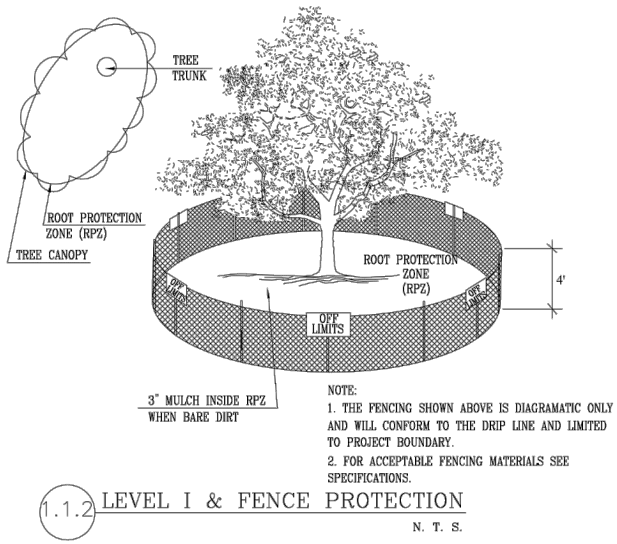 TREE
TRUNK
ROOT PROTECTION
ZONE (RPZ)
TREE CANOPY
ROOT PROTECTION
ZONE
(RPZ)
4'
OFF
LIMITS
OFF
LIMITS
OFF
LIMITS
3" MULCH INSIDE RPZ
WHEN BARE DIRT
NOTE:
1. THE FENCING SHOWN ABOVE IS DIAGRAMATIC ONLY
AND WILL CONFORM TO THE DRIP LINE AND LIMITED
TO PROJECT BOUNDARY.
2. FOR ACCEPTABLE FENCING MATERIALS SEE
SPECIFICATIONS.
1.1.2 LEVEL I & FENCE PROTECTION
N. T. S.